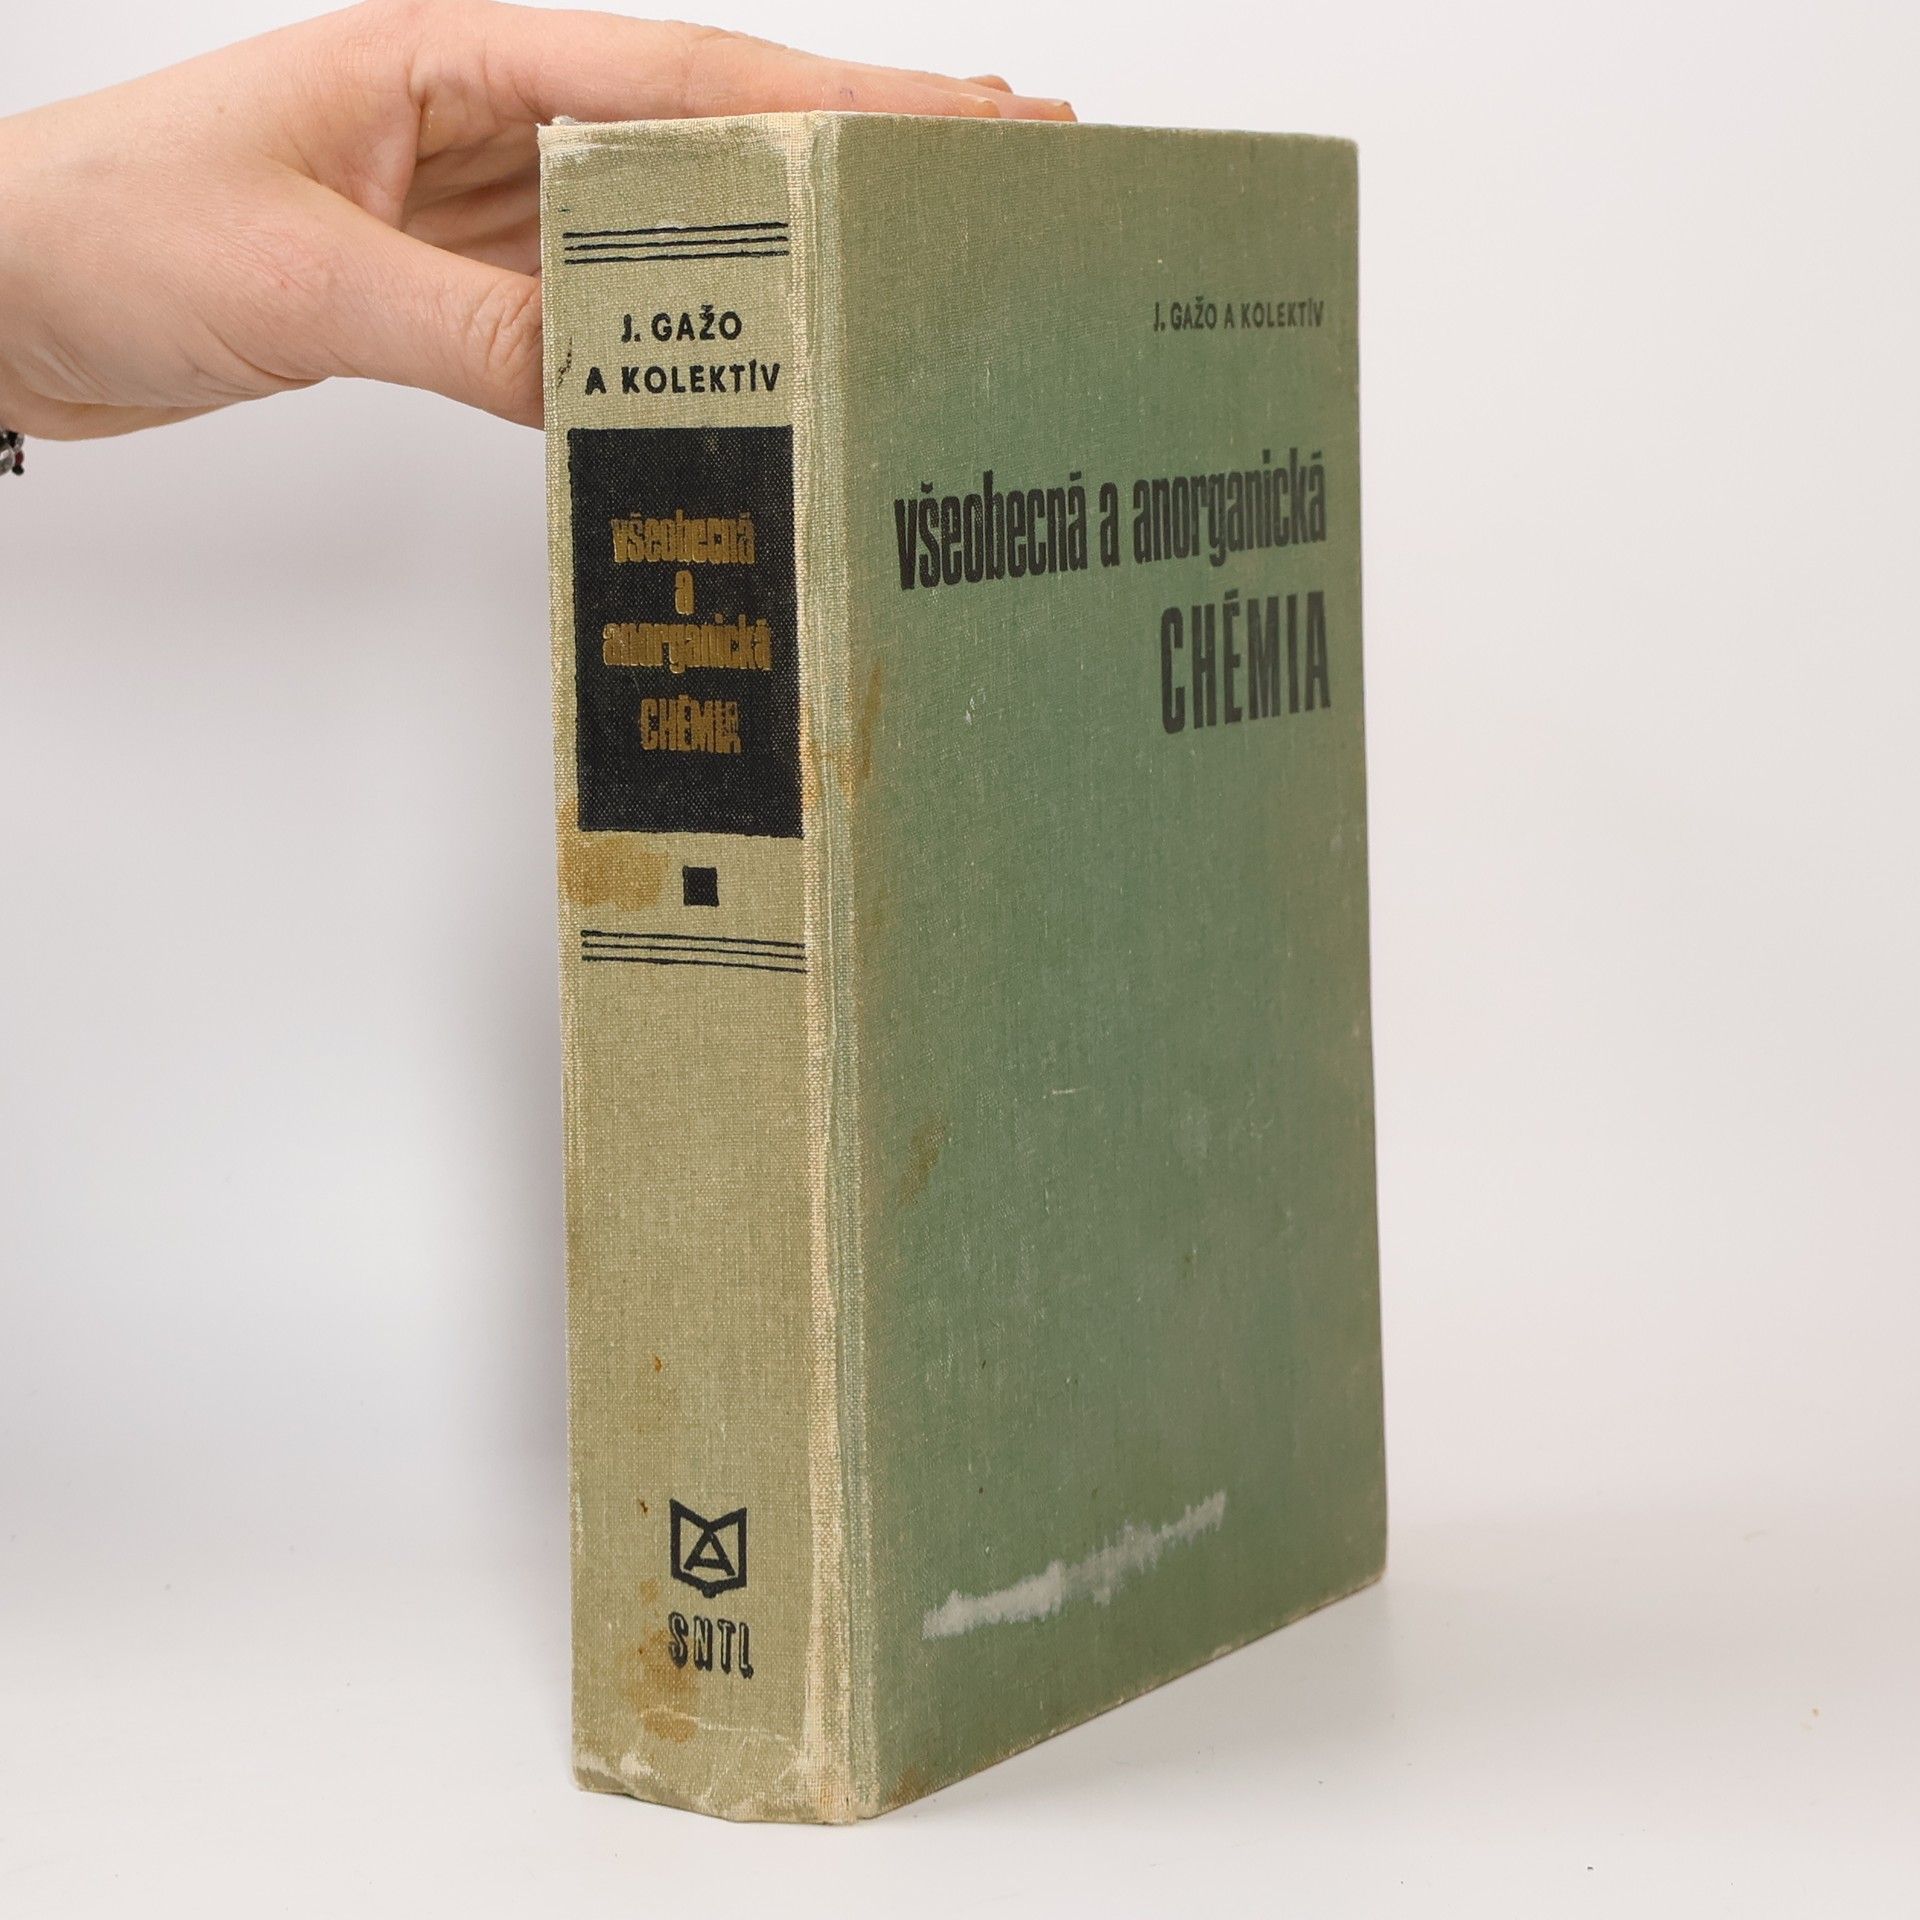 J. GAŽO
A KOLEKTÍV
všeobecná
a
anorganická
CHÉMIA
A
SNTL
J. GAŽO A KOLEKTÍV
všeobecná a anorganická
CHÉMIA